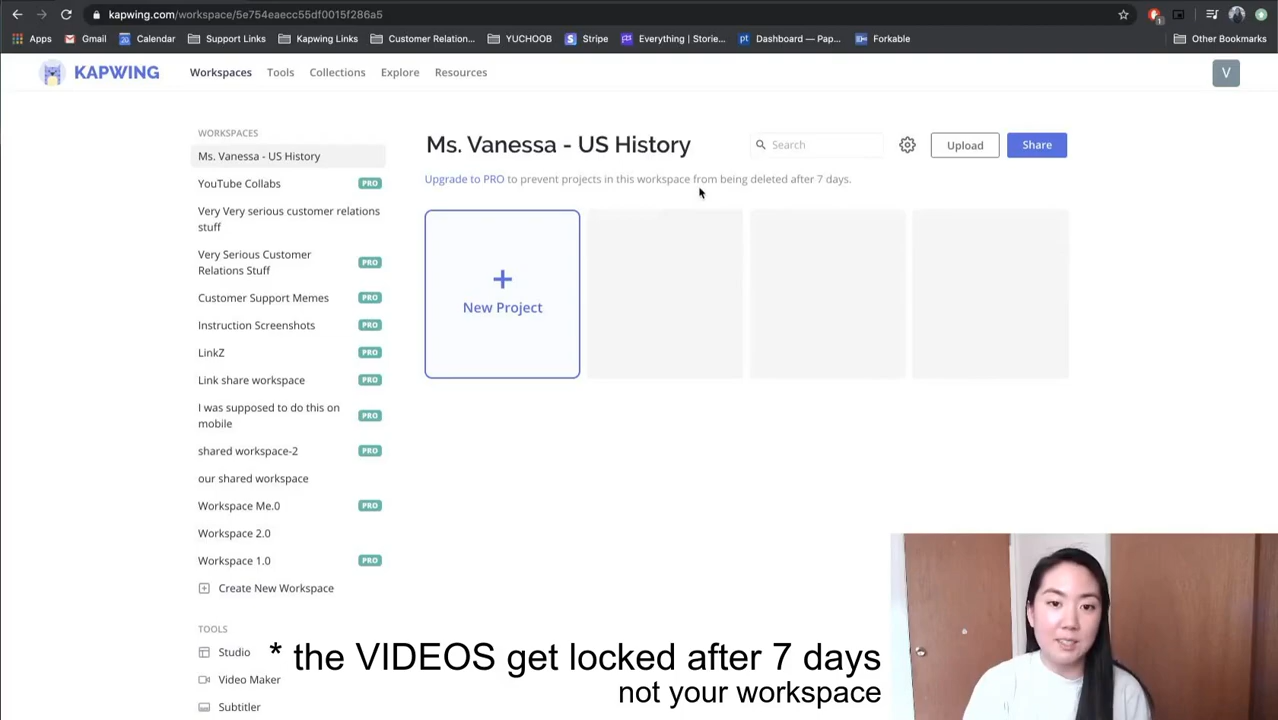 kapwing.com/workspace/5e754eaecc55df0015f286a5
Apps Gmail Calendar Support Links Kapwing Links Customer Relation... YUCHOOB Stripe Everything | Storie... Dashboard — Pap... Forkable Other Bookmarks
KAPWING Workspaces Tools Collections Explore Resources V
WORKSPACES
Ms. Vanessa - US History
YouTube Collabs PRO
Very Very serious customer relations
stuff
Very Serious Customer
Relations Stuff PRO
Customer Support Memes PRO
Instruction Screenshots PRO
LinkZ PRO
Link share workspace PRO
I was supposed to do this on
mobile PRO
shared workspace-2 PRO
our shared workspace
Workspace Me.0 PRO
Workspace 2.0
Workspace 1.0 PRO
Create New Workspace
TOOLS
Studio
Video Maker
Subtitler
Ms. Vanessa - US History Search Upload Share
Upgrade to PRO to prevent projects in this workspace from being deleted after 7 days.
+
New Project
* the VIDEOS get locked after 7 days
not your workspace